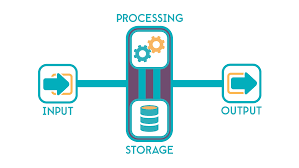 PROCESSING
INPUT
OUTPUT
STORAGE